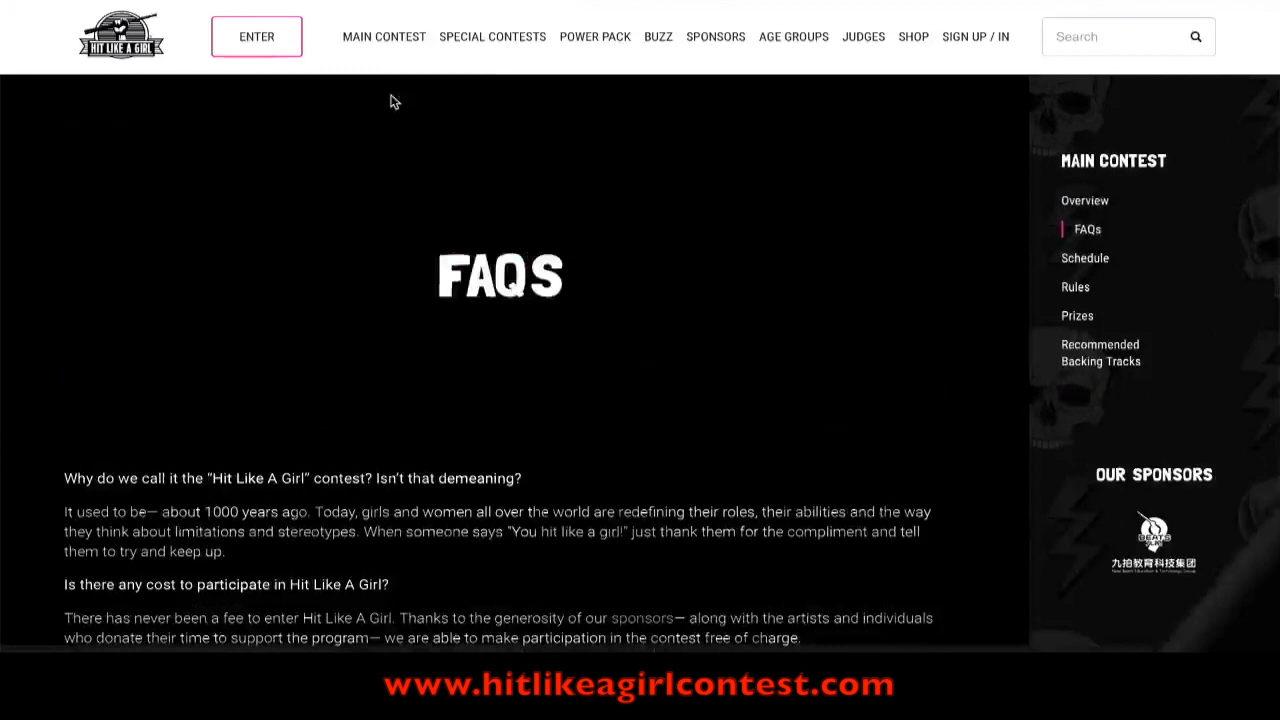 HIT LIKE A GIRL
ENTER
MAIN CONTEST
SPECIAL CONTESTS
POWER PACK
BUZZ
SPONSORS
AGE GROUPS
JUDGES
SHOP
SIGN UP / IN
Search
FAQS
Why do we call it the “Hit Like A Girl” contest? Isn’t that demeaning?
It used to be— about 1000 years ago. Today, girls and women all over the world are redefining their roles, their abilities and the way
they think about limitations and stereotypes. When someone says "You hit like a girl!" just thank them for the compliment and tell
them to try and keep up.
Is there any cost to participate in Hit Like A Girl?
There has never been a fee to enter Hit Like A Girl. Thanks to the generosity of our sponsors— along with the artists and individuals
who donate their time to support the program— we are able to make participation in the contest free of charge.
MAIN CONTEST
Overview
FAQs
Schedule
Rules
Prizes
Recommended
Backing Tracks
OUR SPONSORS
九拍教育科技集团
www.hitlikeagirlcontest.com